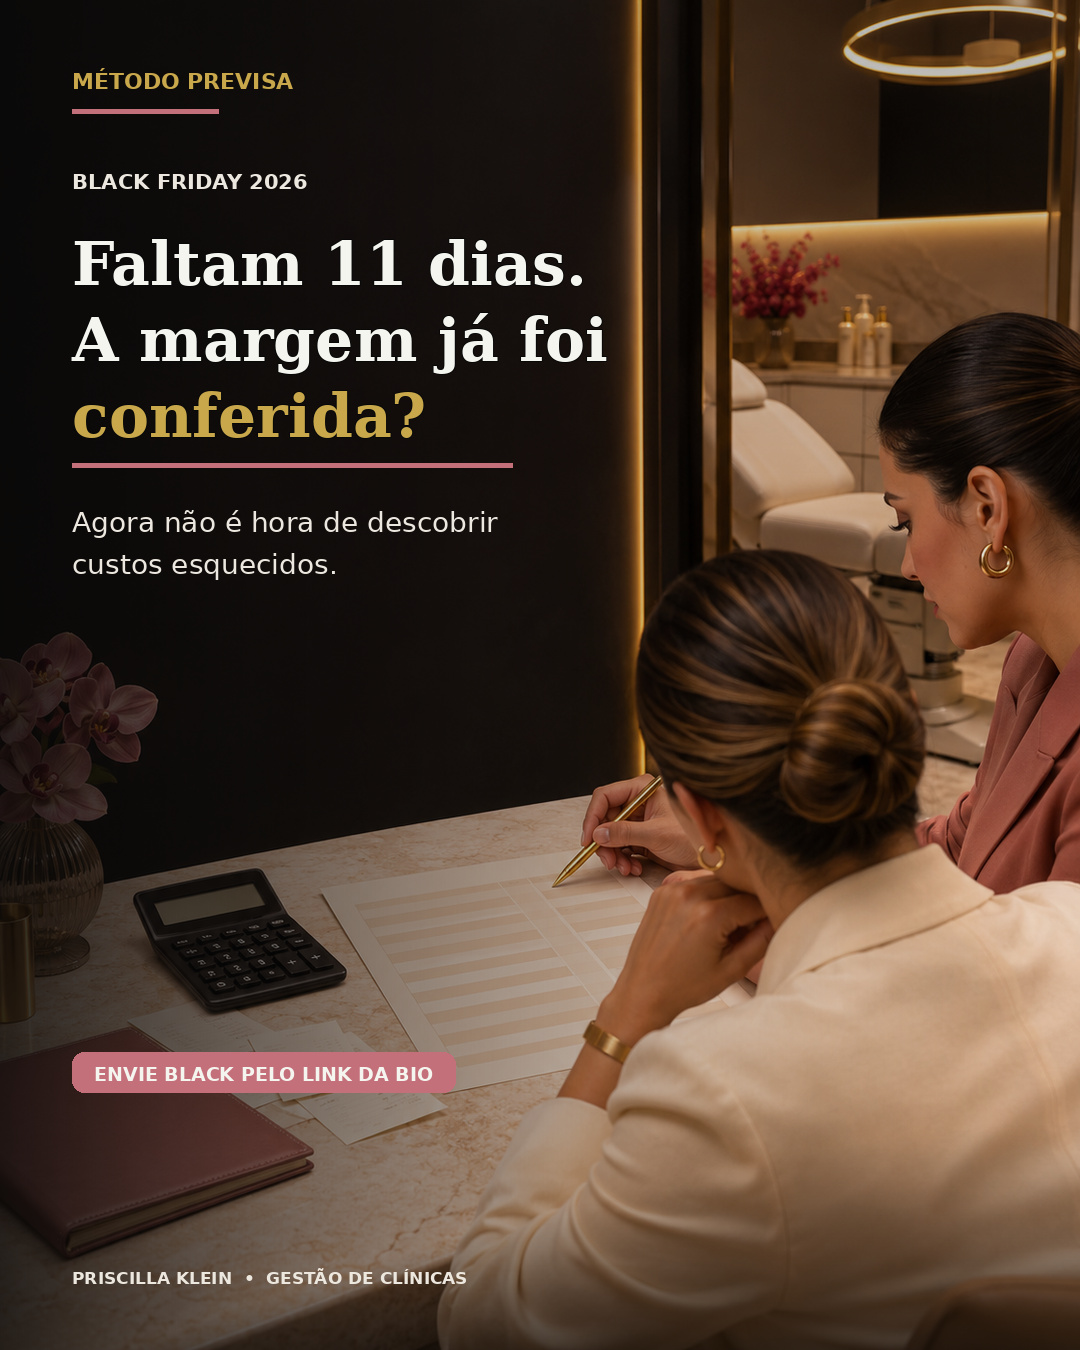 MÉTODO PREVISA
BLACK FRIDAY 2026
Faltam 11 dias.
A margem já foi
conferida?
Agora não é hora de descobrir
custos esquecidos.
ENVIE BLACK PELO LINK DA BIO
PRISCILLA KLEIN • GESTÃO DE CLÍNICAS